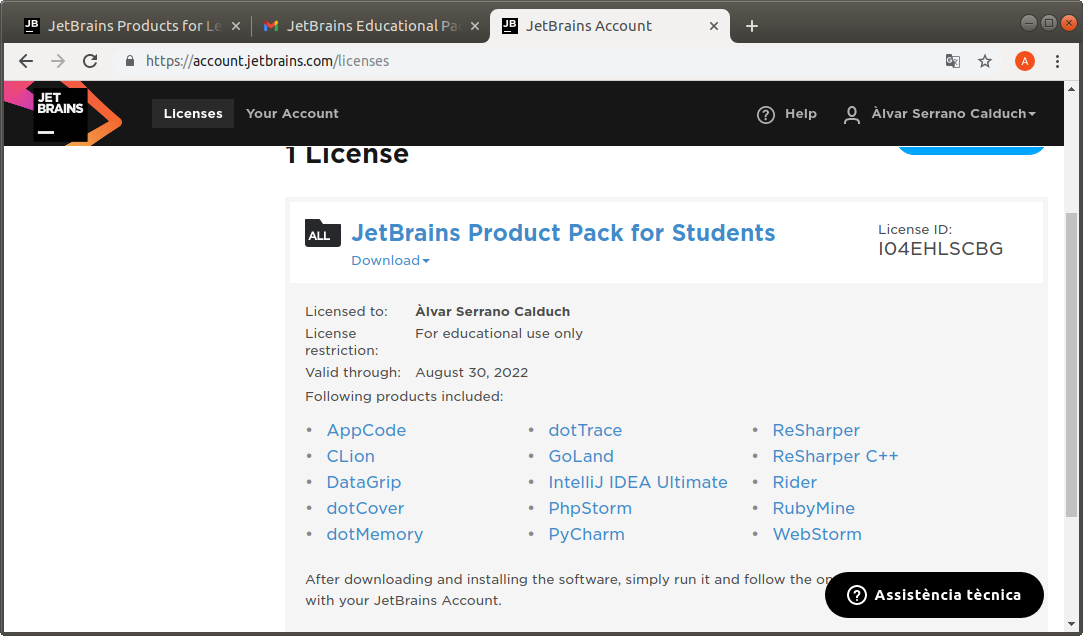 JB JetBrains Products for Le
JetBrains Educational Pac
JB JetBrains Account
https://account.jetbrains.com/licenses
A
JET
BRAINS
Licenses
Your Account
? Help
Àlvar Serrano Calduch
1 License
ALL
JetBrains Product Pack for Students
Download
License ID:
I04EHLSCBG
Licensed to: Àlvar Serrano Calduch
License restriction: For educational use only
Valid through: August 30, 2022
Following products included:
• AppCode
• CLion
• DataGrip
• dotCover
• dotMemory
• dotTrace
• GoLand
• IntelliJ IDEA Ultimate
• PhpStorm
• PyCharm
• ReSharper
• ReSharper C++
• Rider
• RubyMine
• WebStorm
After downloading and installing the software, simply run it and follow the on
with your JetBrains Account.
? Assistència tècnica